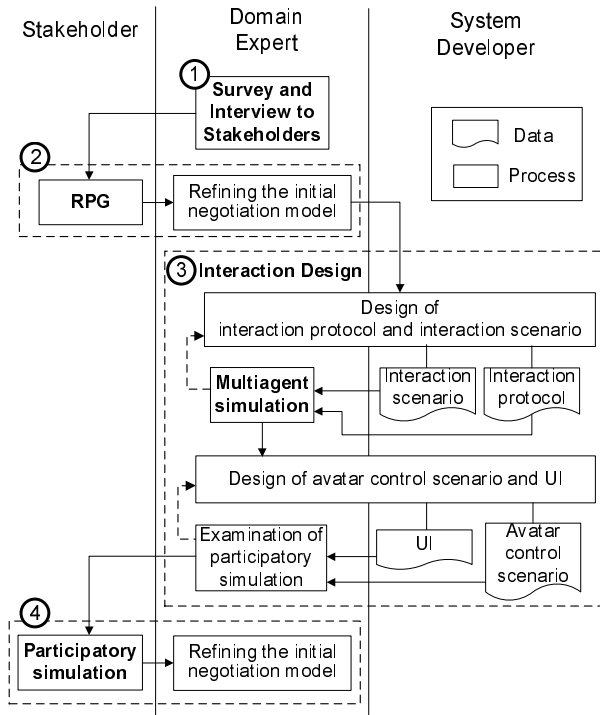 Stakeholder
Domain
Expert
System
Developer
1
Survey and
Interview to
Stakeholders
Data
Process
2
RPG
Refining the initial
negotiation model
3 Interaction Design
Design of
interaction protocol and interaction scenario
Multiagent
simulation
Interaction
scenario
Interaction
protocol
Design of avatar control scenario and UI
Examination of
participatory
simulation
UI
Avatar
control
scenario
4
Participatory
simulation
Refining the initial
negotiation model